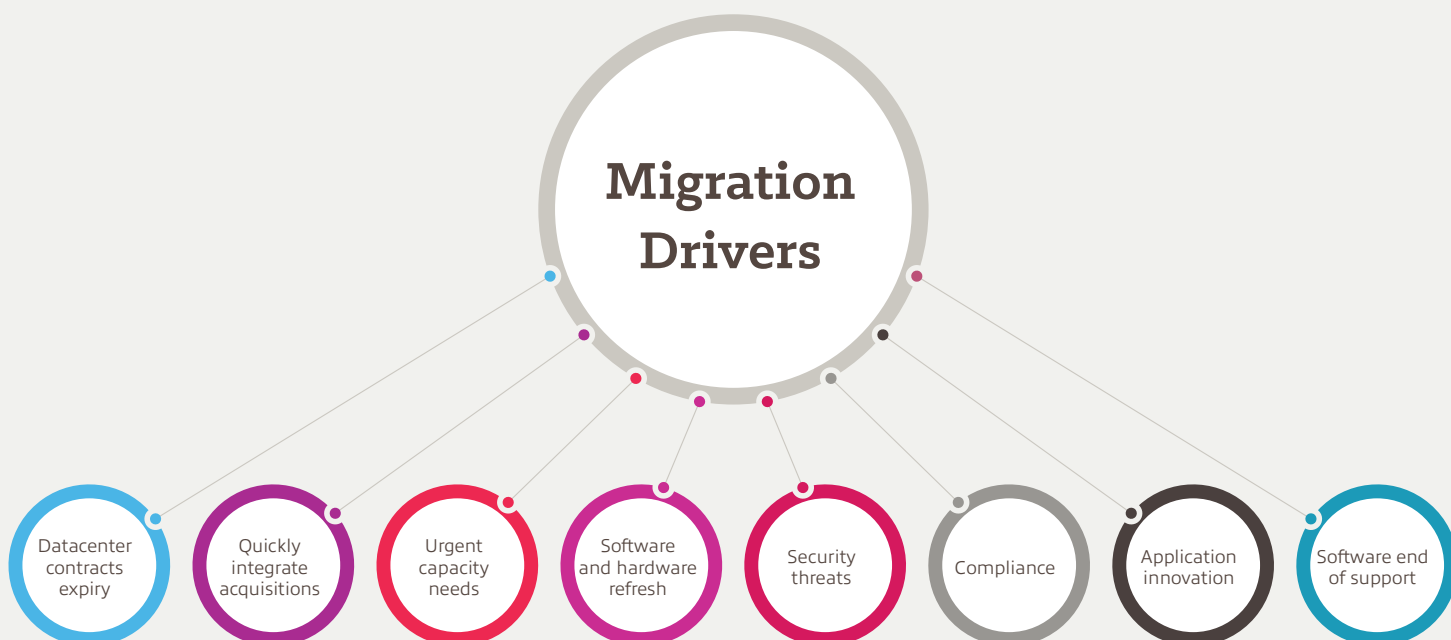 Migration
Drivers
Datacenter
contracts
expiry
Quickly
integrate
acquisitions
Urgent
capacity
needs
Software
and hardware
refresh
Security
threats
Compliance
Application
innovation
Software end
of support